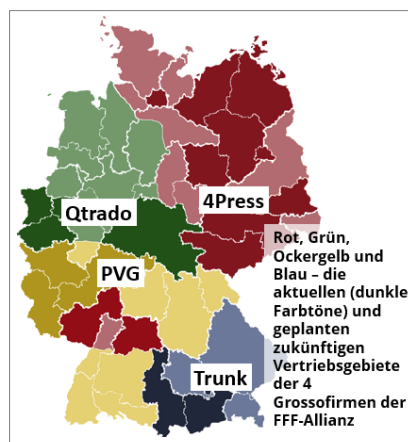 4Press
Qtrado
PVG
Trunk
Rot, Grün,
Ockergelb und
Blau – die
aktuellen (dunkle
Farbtöne) und
geplanten
zukünftigen
Vertriebsgebiete
der 4
Grossofirmen der
FFF-Allianz